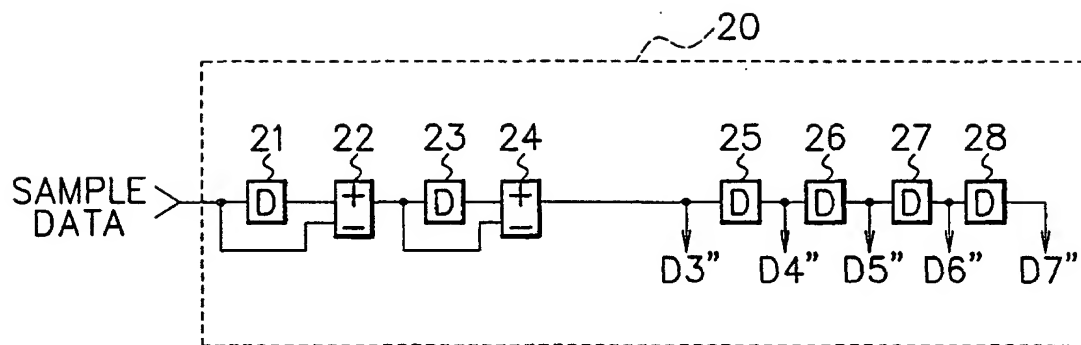 20
21 22 23 24 25 26 27 28
SAMPLE
DATA
D + − D + − D D D D
D3" D4" D5" D6" D7"